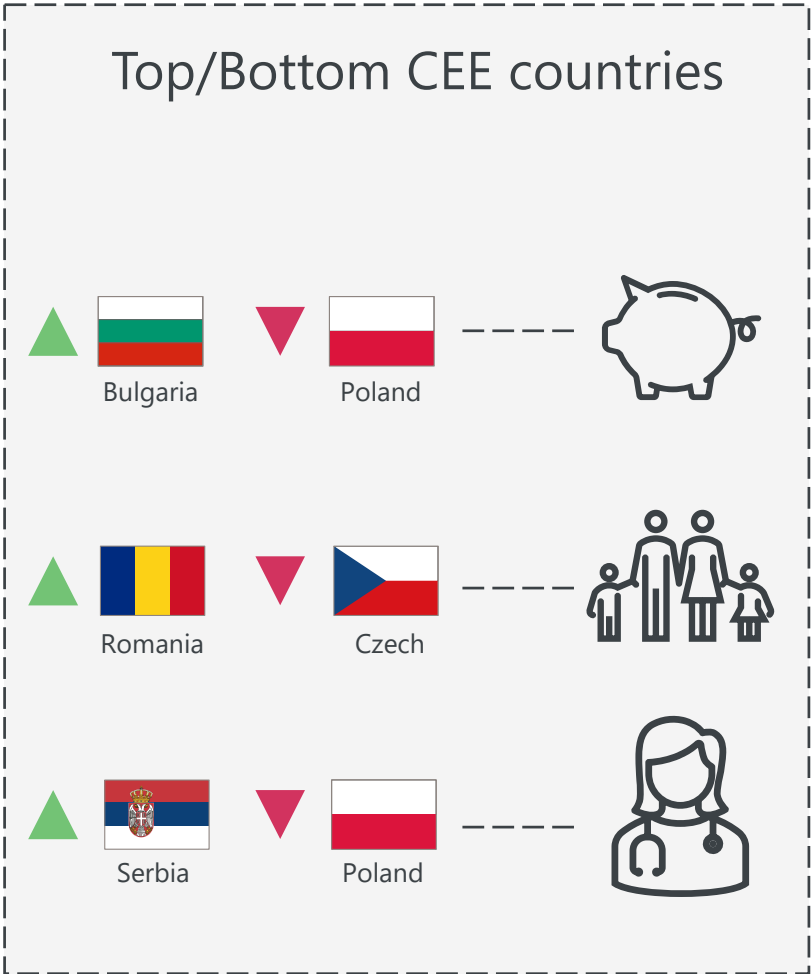 Top/Bottom CEE countries
Bulgaria
Poland
Romania
Czech
Serbia
Poland